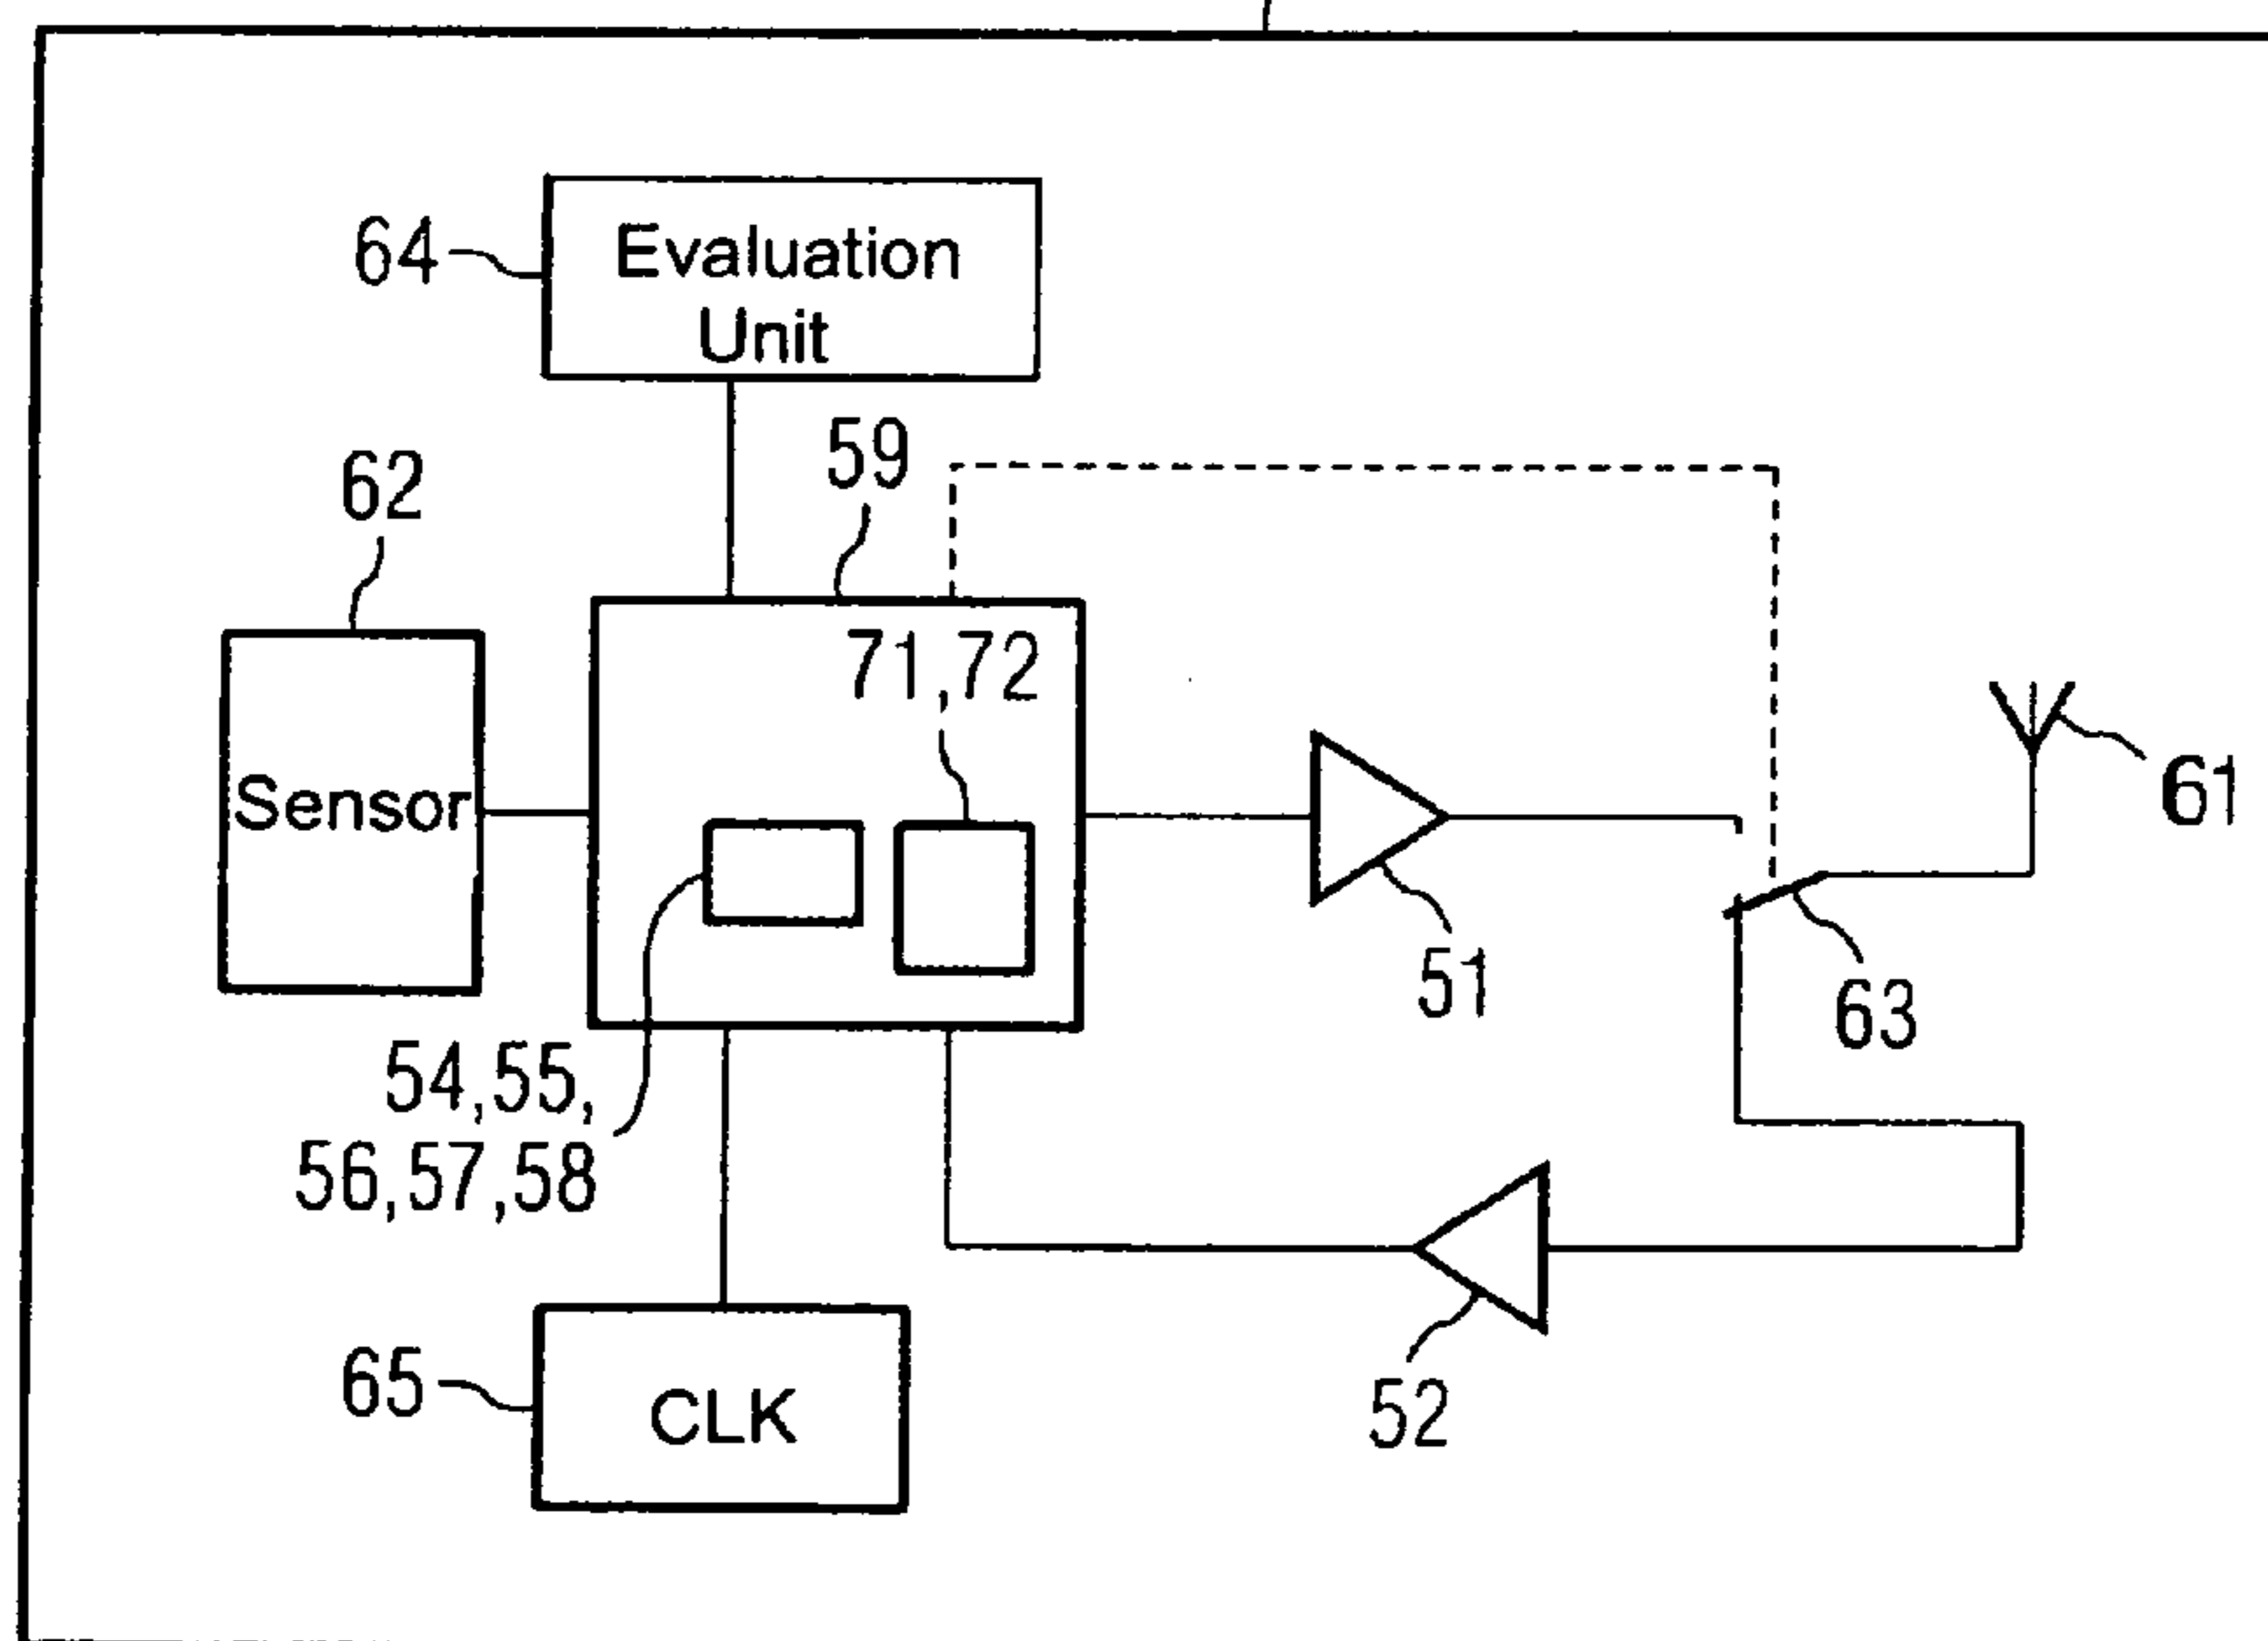 64
Evaluation
Unit
59
62
71,72
Sensor
61
51
63
54,55,
56,57,58
65
CLK
52